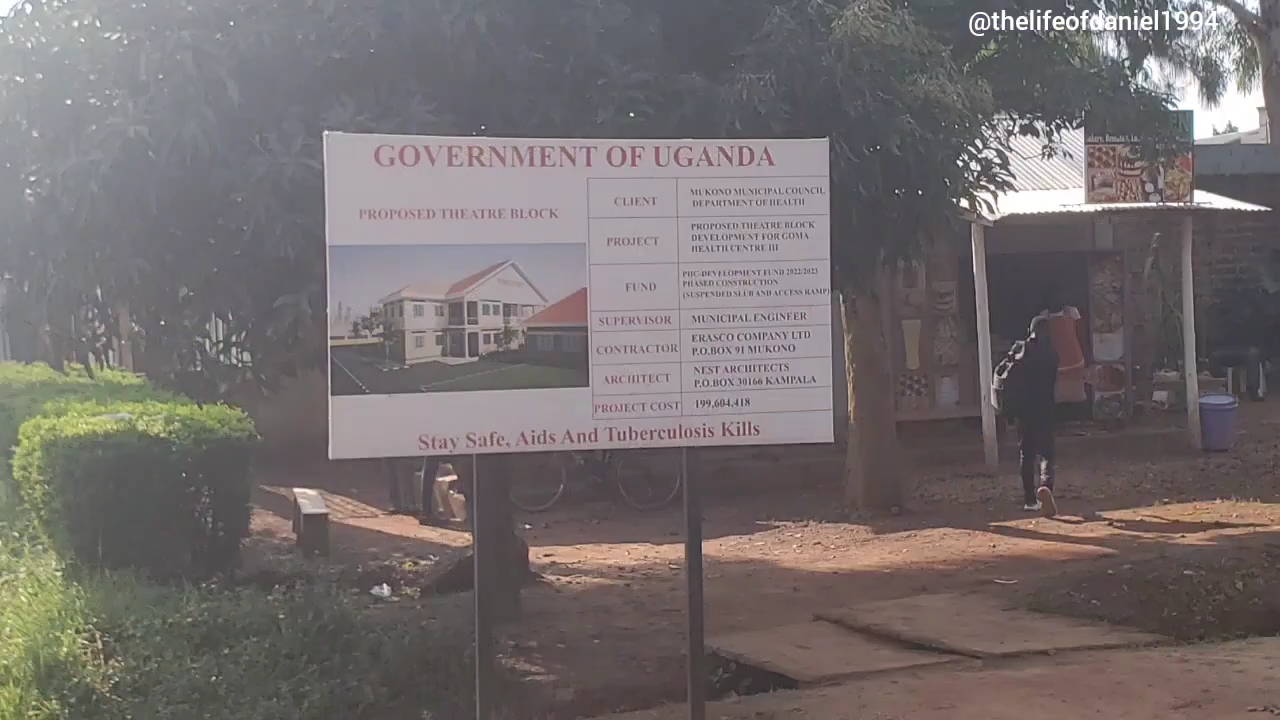 @thelifeofdaniel1994
GOVERNMENT OF UGANDA
PROPOSED THEATRE BLOCK
CLIENT
MUKONO MUNICIPAL COUNCIL
DEPARTMENT OF HEALTH
PROJECT
PROPOSED THEATRE BLOCK
DEVELOPMENT FOR GOMA
HEALTH CENTRE III
FUND
PHC-DEVELOPMENT FUND 2022/2023
PHASED CONSTRUCTION
(SUSPENDED SLUB AND ACCESS RAMP)
SUPERVISOR
MUNICIPAL ENGINEER
CONTRACTOR
ERASCO COMPANY LTD
P.O.BOX 91 MUKONO
ARCHITECT
NEST ARCHITECTS
P.O.BOX 30166 KAMPALA
PROJECT COST
199,604,418
Stay Safe, Aids And Tuberculosis Kills